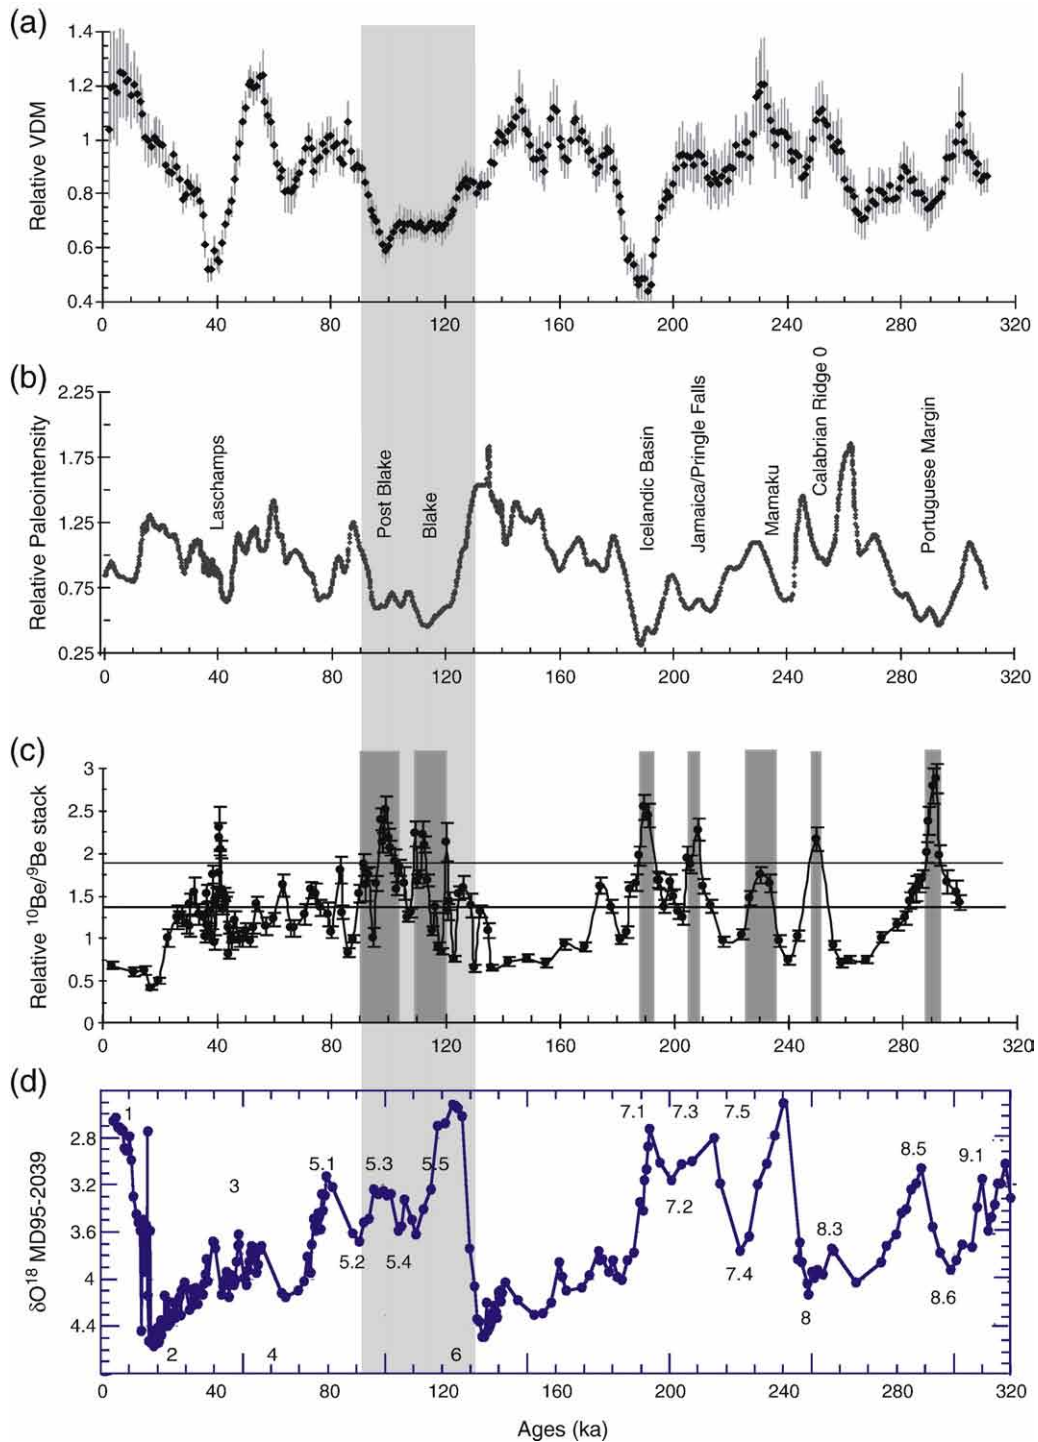 (a)
Relative VDM
1.4
1.2
1
0.8
0.6
0.4
0 40 80 120 160 200 240 280 320
(b)
Relative Paleointensity
2.25
1.75
1.25
0.75
0.25
Laschamps
Post Blake
Blake
Icelandic Basin
Jamaica/Pringle Falls
Mamaku
Calabrian Ridge 0
Portuguese Margin
0 40 80 120 160 200 240 280 320
(c)
Relative ¹⁰Be/⁹Be stack
3
2.5
2
1.5
1
0.5
0
0 40 80 120 160 200 240 280 320
(d)
δO¹⁸ MD95-2039
2.8
3.2
3.6
4
4.4
1 7.1 7.3 7.5
5.1 5.3 5.5 8.5 9.1
3 7.2
5.2 5.4 7.4 8.3
8 8.6
2 4 6
0 40 80 120 160 200 240 280 320
Ages (ka)